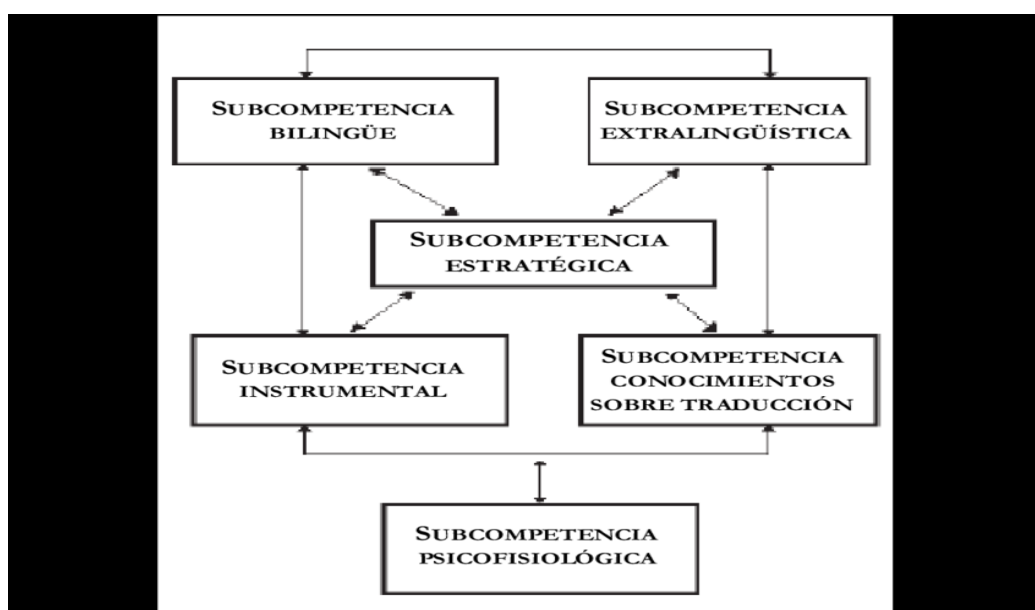 SUBCOMPETENCIA
BILINGÜE
SUBCOMPETENCIA
EXTRALINGÜÍSTICA
SUBCOMPETENCIA
ESTRATÉGICA
SUBCOMPETENCIA
INSTRUMENTAL
SUBCOMPETENCIA
CONOCIMIENTOS
SOBRE TRADUCCIÓN
SUBCOMPETENCIA
PSICOFISIOLÓGICA